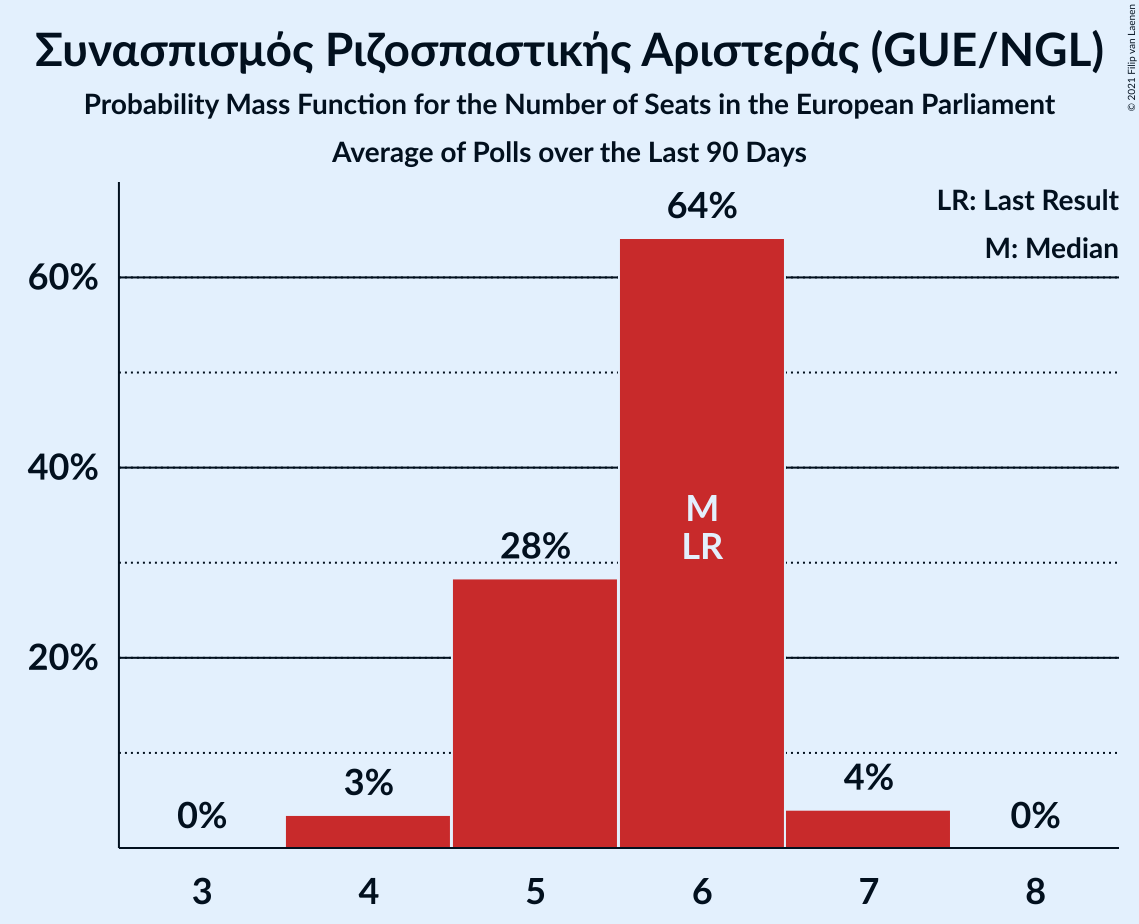 Συνασπισμός Ριζοσπαστικής Αριστεράς (GUE/NGL)
Probability Mass Function for the Number of Seats in the European Parliament
Average of Polls over the Last 90 Days
© 2021 Filip van Laenen
LR: Last Result
M: Median
64%
60%
40%
M
LR
28%
20%
3%
4%
0%
0%
3 4 5 6 7 8